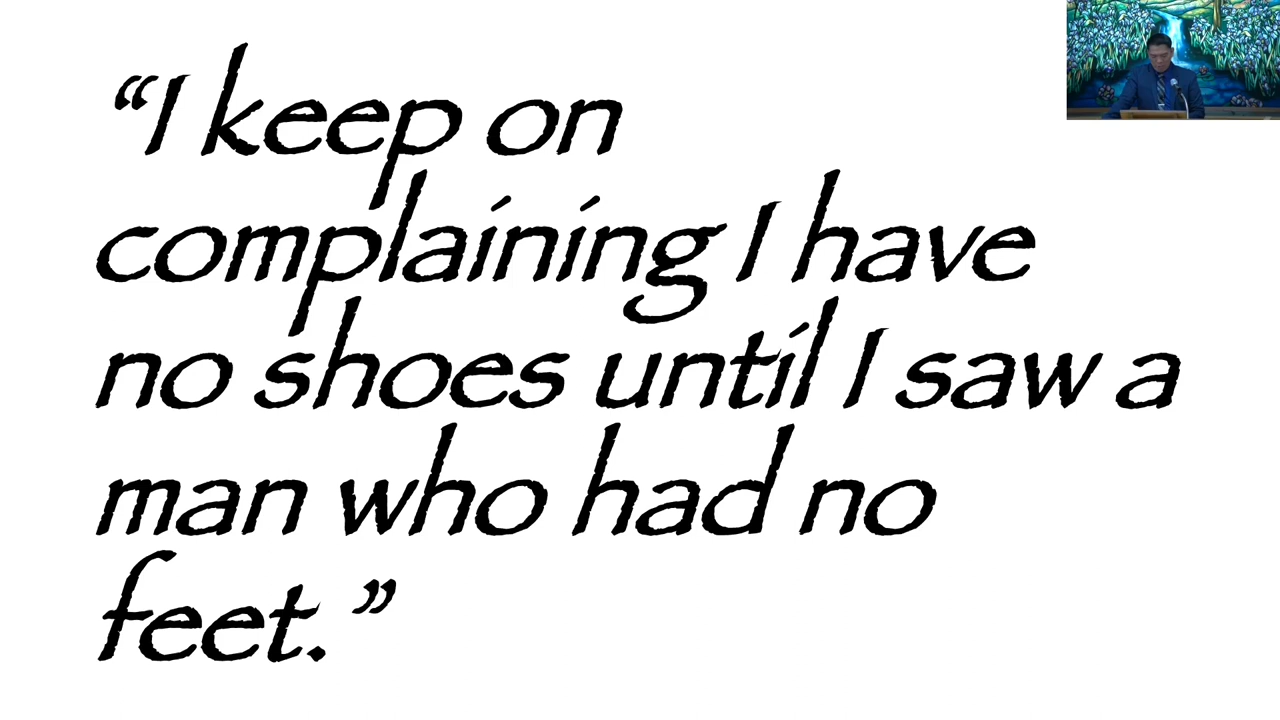 “I keep on
complaining I have
no shoes until I saw a
man who had no
feet.”